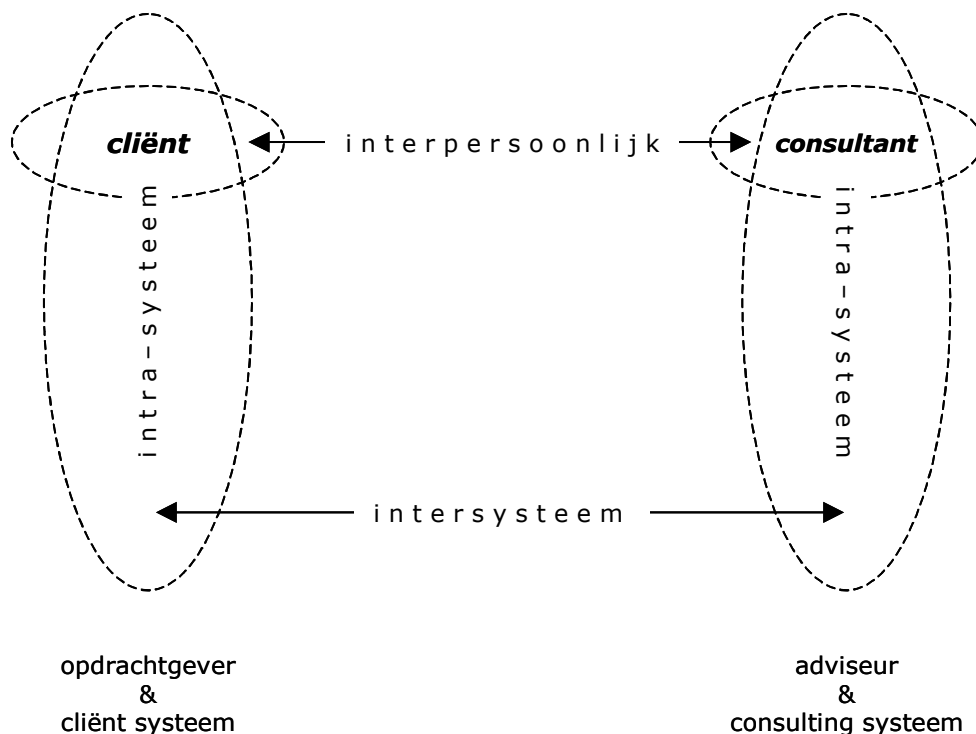 cliënt
interpersoonlijk
consultant
intra-systeem
intra-systeem
intersysteem
opdrachtgever
&
cliënt systeem
adviseur
&
consulting systeem